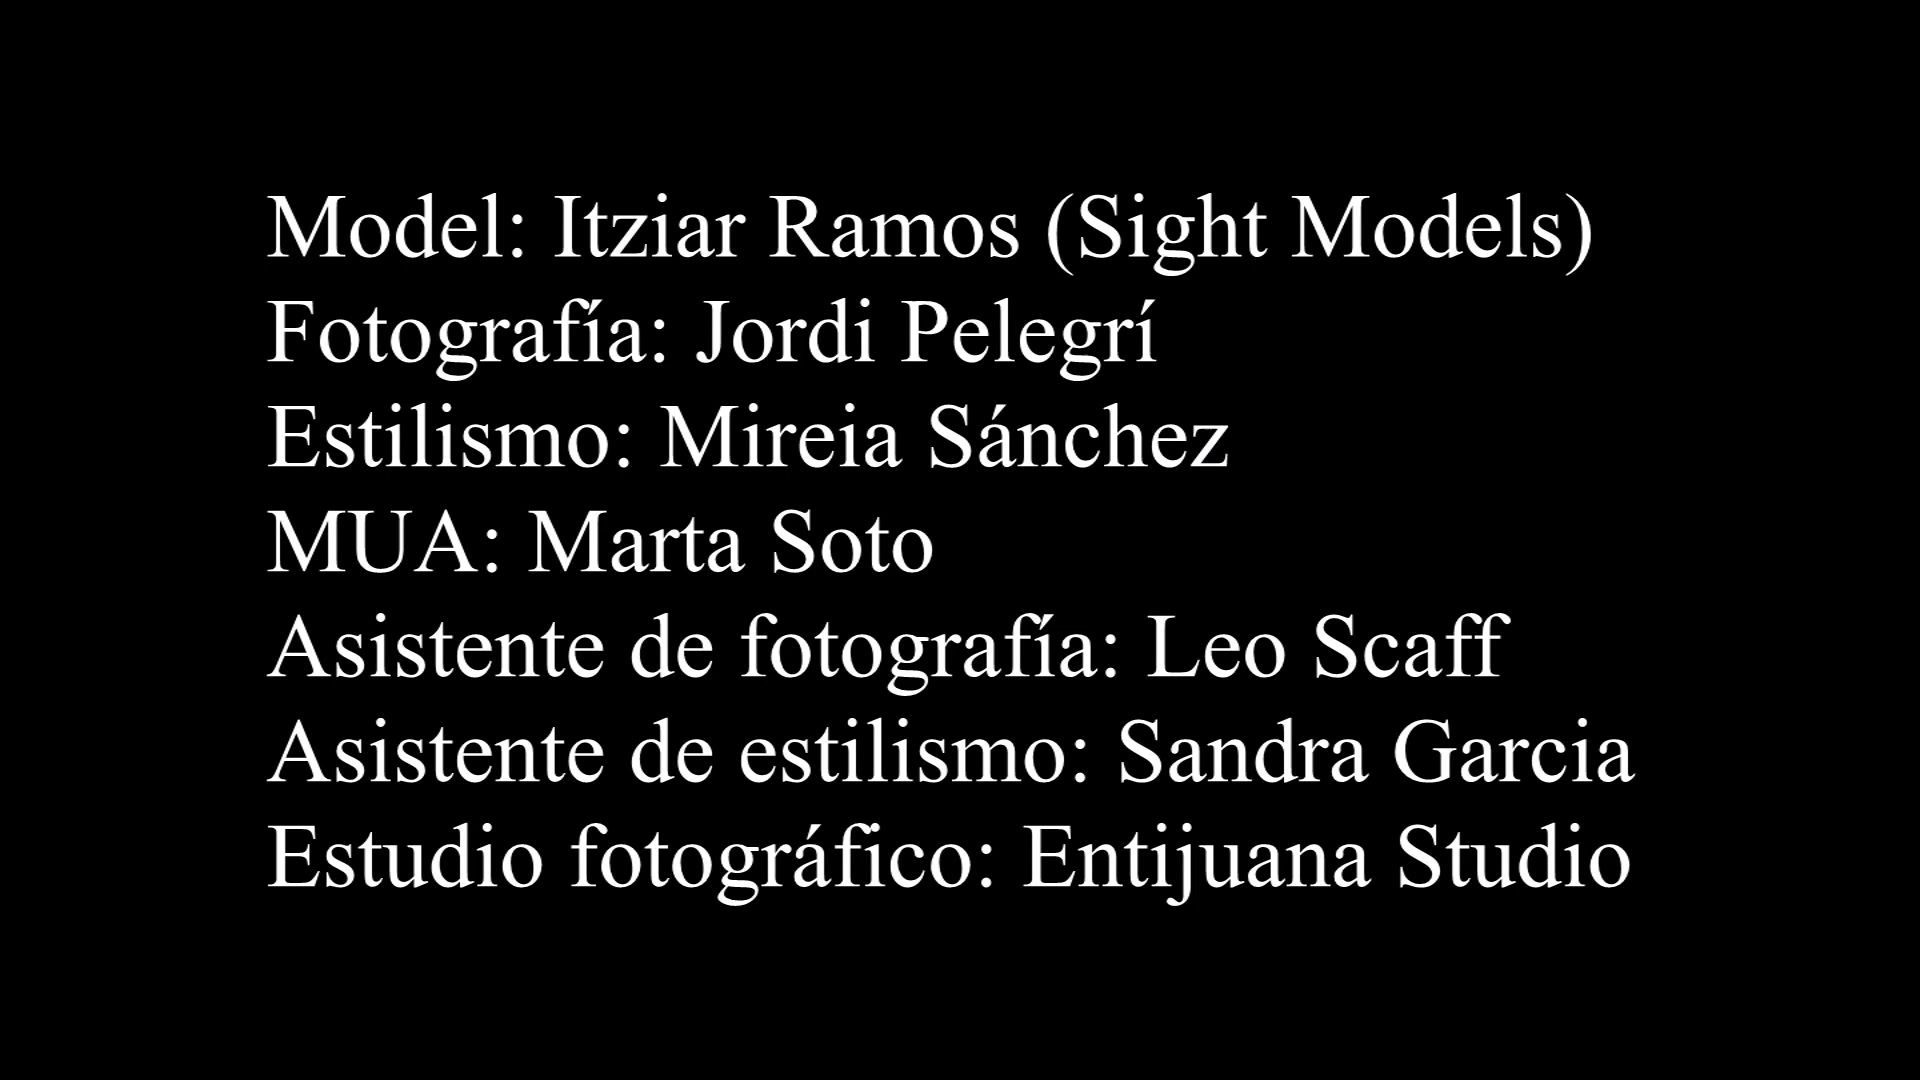 Model: Itziar Ramos (Sight Models)
Fotografía: Jordi Pelegrí
Estilismo: Mireia Sánchez
MUA: Marta Soto
Asistente de fotografía: Leo Scaff
Asistente de estilismo: Sandra Garcia
Estudio fotográfico: Entijuana Studio